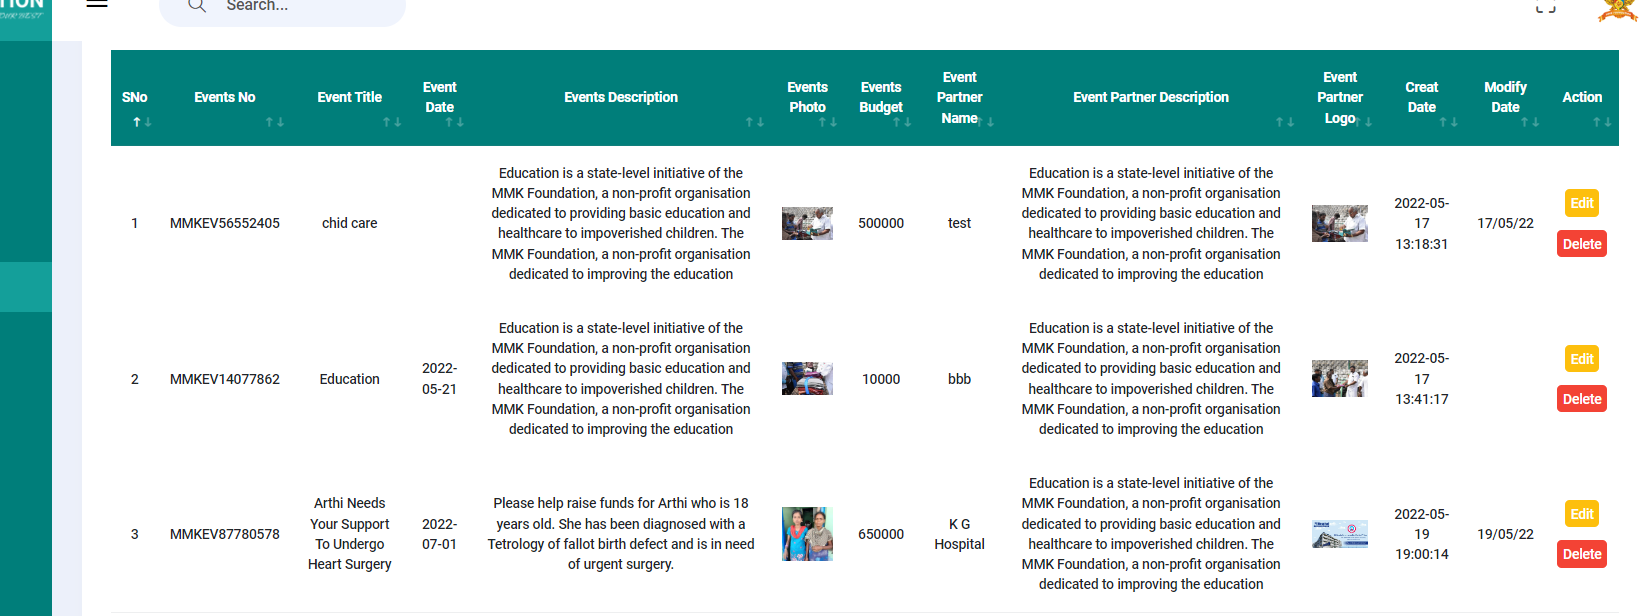 TION
OUR BEST
Search...
SNo
Events No
Event Title
Event
Date
Events Description
Events
Photo
Events
Budget
Event
Partner
Name
Event Partner Description
Event
Partner
Logo
Creat
Date
Modify
Date
Action
1
MMKEV56552405
chid care
Education is a state-level initiative of the
MMK Foundation, a non-profit organisation
dedicated to providing basic education and
healthcare to impoverished children. The
MMK Foundation, a non-profit organisation
dedicated to improving the education
500000
test
Education is a state-level initiative of the
MMK Foundation, a non-profit organisation
dedicated to providing basic education and
healthcare to impoverished children. The
MMK Foundation, a non-profit organisation
dedicated to improving the education
2022-05-
17
13:18:31
17/05/22
Edit
Delete
2
MMKEV14077862
Education
2022-
05-21
Education is a state-level initiative of the
MMK Foundation, a non-profit organisation
dedicated to providing basic education and
healthcare to impoverished children. The
MMK Foundation, a non-profit organisation
dedicated to improving the education
10000
bbb
Education is a state-level initiative of the
MMK Foundation, a non-profit organisation
dedicated to providing basic education and
healthcare to impoverished children. The
MMK Foundation, a non-profit organisation
dedicated to improving the education
2022-05-
17
13:41:17
Edit
Delete
3
MMKEV87780578
Arthi Needs
Your Support
To Undergo
Heart Surgery
2022-
07-01
Please help raise funds for Arthi who is 18
years old. She has been diagnosed with a
Tetrology of fallot birth defect and is in need
of urgent surgery.
650000
K G
Hospital
Education is a state-level initiative of the
MMK Foundation, a non-profit organisation
dedicated to providing basic education and
healthcare to impoverished children. The
MMK Foundation, a non-profit organisation
dedicated to improving the education
2022-05-
19
19:00:14
19/05/22
Edit
Delete